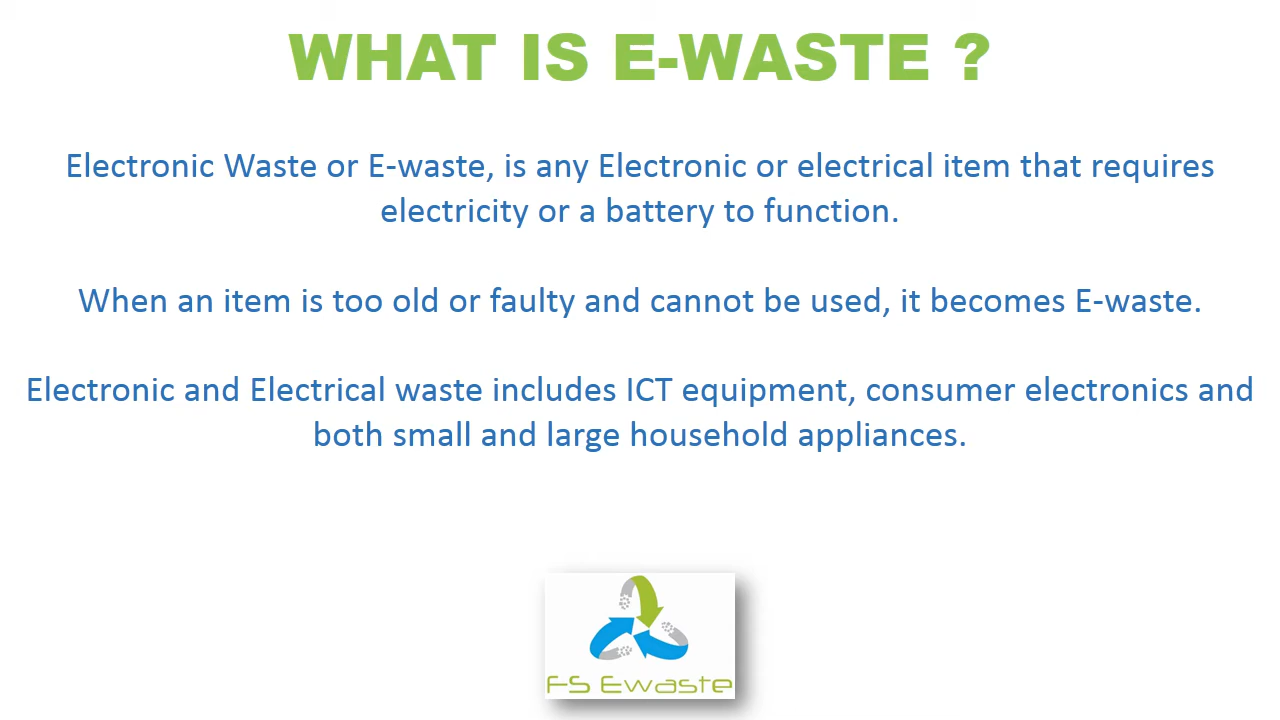 WHAT IS E-WASTE ?
Electronic Waste or E-waste, is any Electronic or electrical item that requires
electricity or a battery to function.
When an item is too old or faulty and cannot be used, it becomes E-waste.
Electronic and Electrical waste includes ICT equipment, consumer electronics and
both small and large household appliances.
FS Ewaste